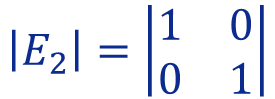 |E₂| = |1 0|
|0 1|